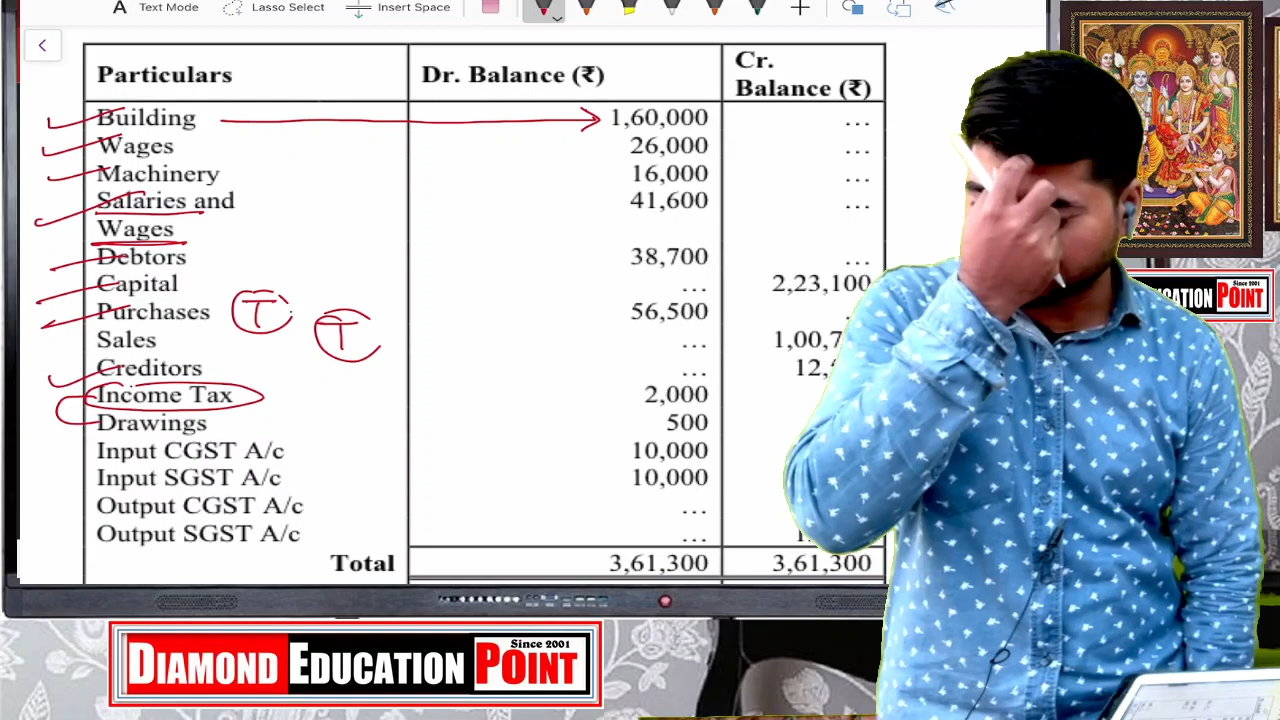 A Text Mode Lasso Select Insert Space
Particulars Dr. Balance (₹) Cr. Balance (₹)
Building 1,60,000 ...
Wages 26,000 ...
Machinery 16,000 ...
Salaries and 41,600 ...
Wages
Debtors 38,700 ...
Capital ... 2,23,100
Purchases T 56,500
T
Sales ...
Creditors ...
Income Tax 2,000
Drawings 500
Input CGST A/c 10,000
Input SGST A/c 10,000
Output CGST A/c ...
Output SGST A/c ...
Total 3,61,300 3,61,300
Since 2001
POINT
Since 2001
DIAMOND EDUCATION POINT